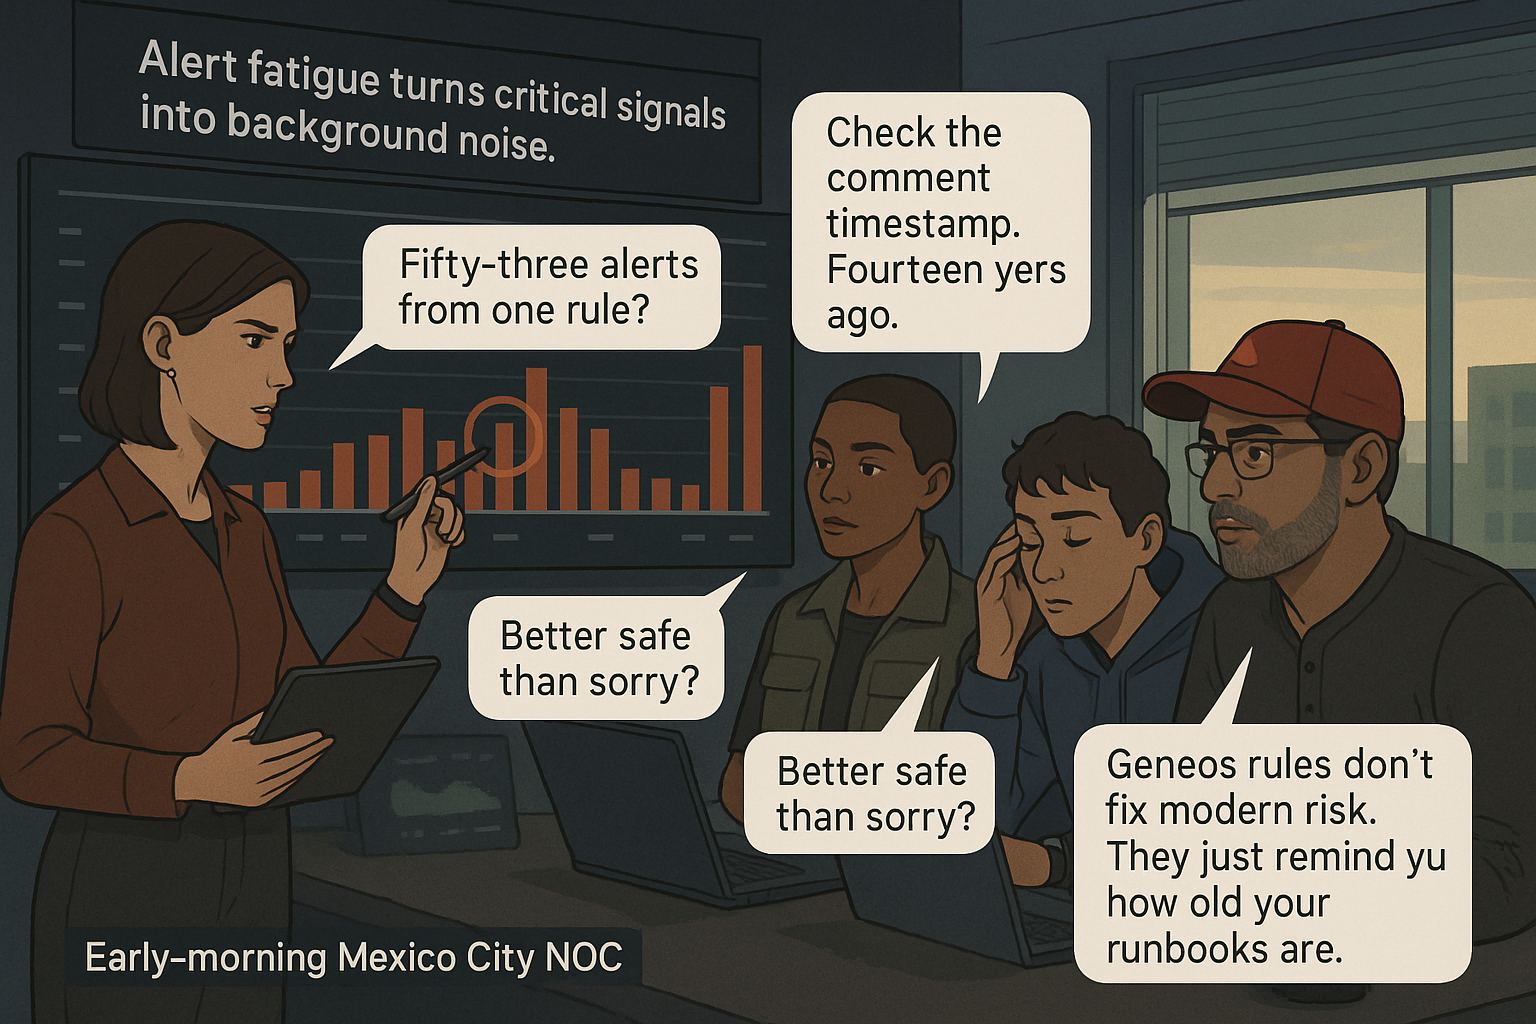 Alert fatigue turns critical signals
into background noise.
Fifty-three alerts
from one rule?
Check the
comment
timestamp.
Fourteen yers
ago.
Better safe
than sorry?
Better safe
than sorry?
Geneos rules don't
fix modern risk.
They just remind yu
how old your
runbooks are.
Early-morning Mexico City NOC